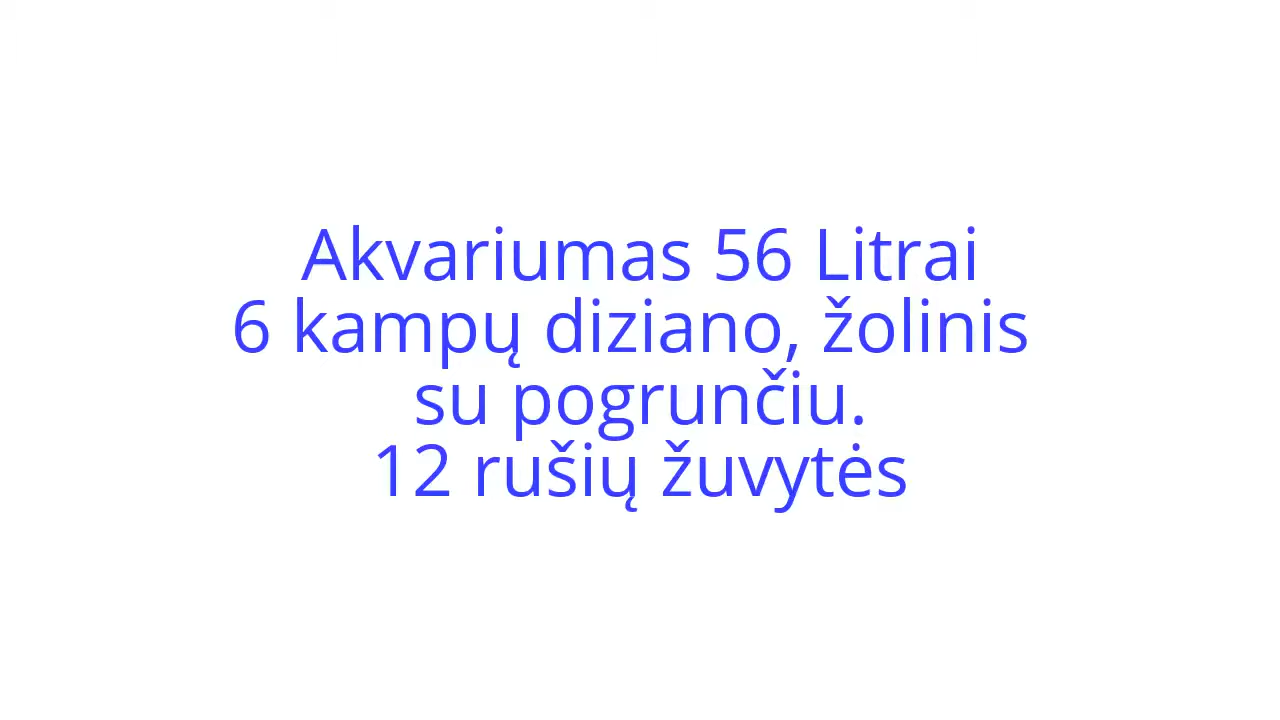 Akvariumas 56 Litrai
6 kampų diziano, žolinis
su pogrunčiu.
12 rušių žuvytės